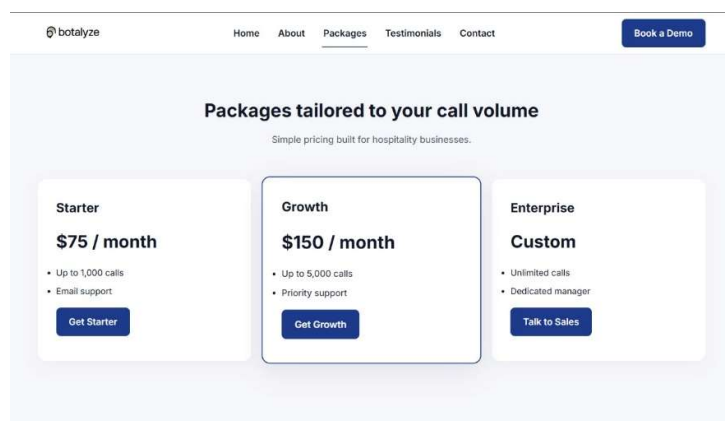 botalyze
Home About Packages Testimonials Contact
Book a Demo
Packages tailored to your call volume
Simple pricing built for hospitality businesses.
Starter
$75 / month
Up to 1,000 calls
Email support
Get Starter
Growth
$150 / month
Up to 5,000 calls
Priority support
Get Growth
Enterprise
Custom
Unlimited calls
Dedicated manager
Talk to Sales